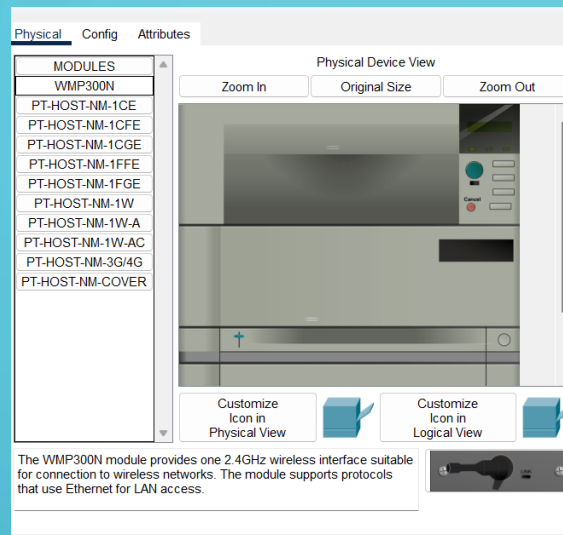 Physical Config Attributes
MODULES
WMP300N
PT-HOST-NM-1CE
PT-HOST-NM-1CFE
PT-HOST-NM-1CGE
PT-HOST-NM-1FFE
PT-HOST-NM-1FGE
PT-HOST-NM-1W
PT-HOST-NM-1W-A
PT-HOST-NM-1W-AC
PT-HOST-NM-3G/4G
PT-HOST-NM-COVER
Physical Device View
Zoom In Original Size Zoom Out
Cancel
Customize
Icon in
Physical View
Customize
Icon in
Logical View
The WMP300N module provides one 2.4GHz wireless interface suitable
for connection to wireless networks. The module supports protocols
that use Ethernet for LAN access.
LINK